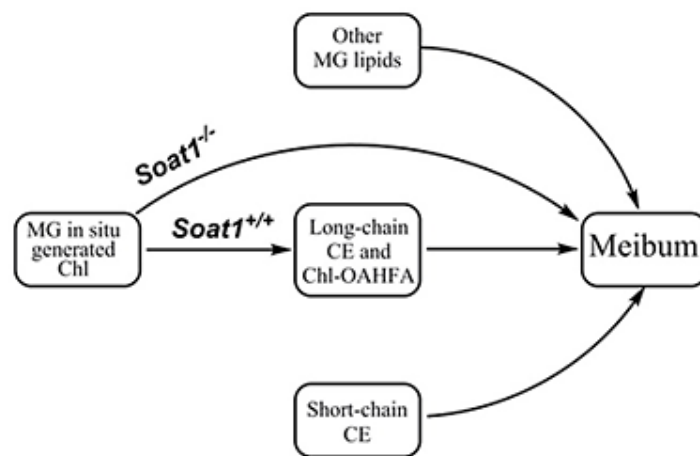 Other
MG lipids
Soat1-/-
MG in situ
generated
Chl
Soat1+/+
Long-chain
CE and
Chl-OAHFA
Meibum
Short-chain
CE